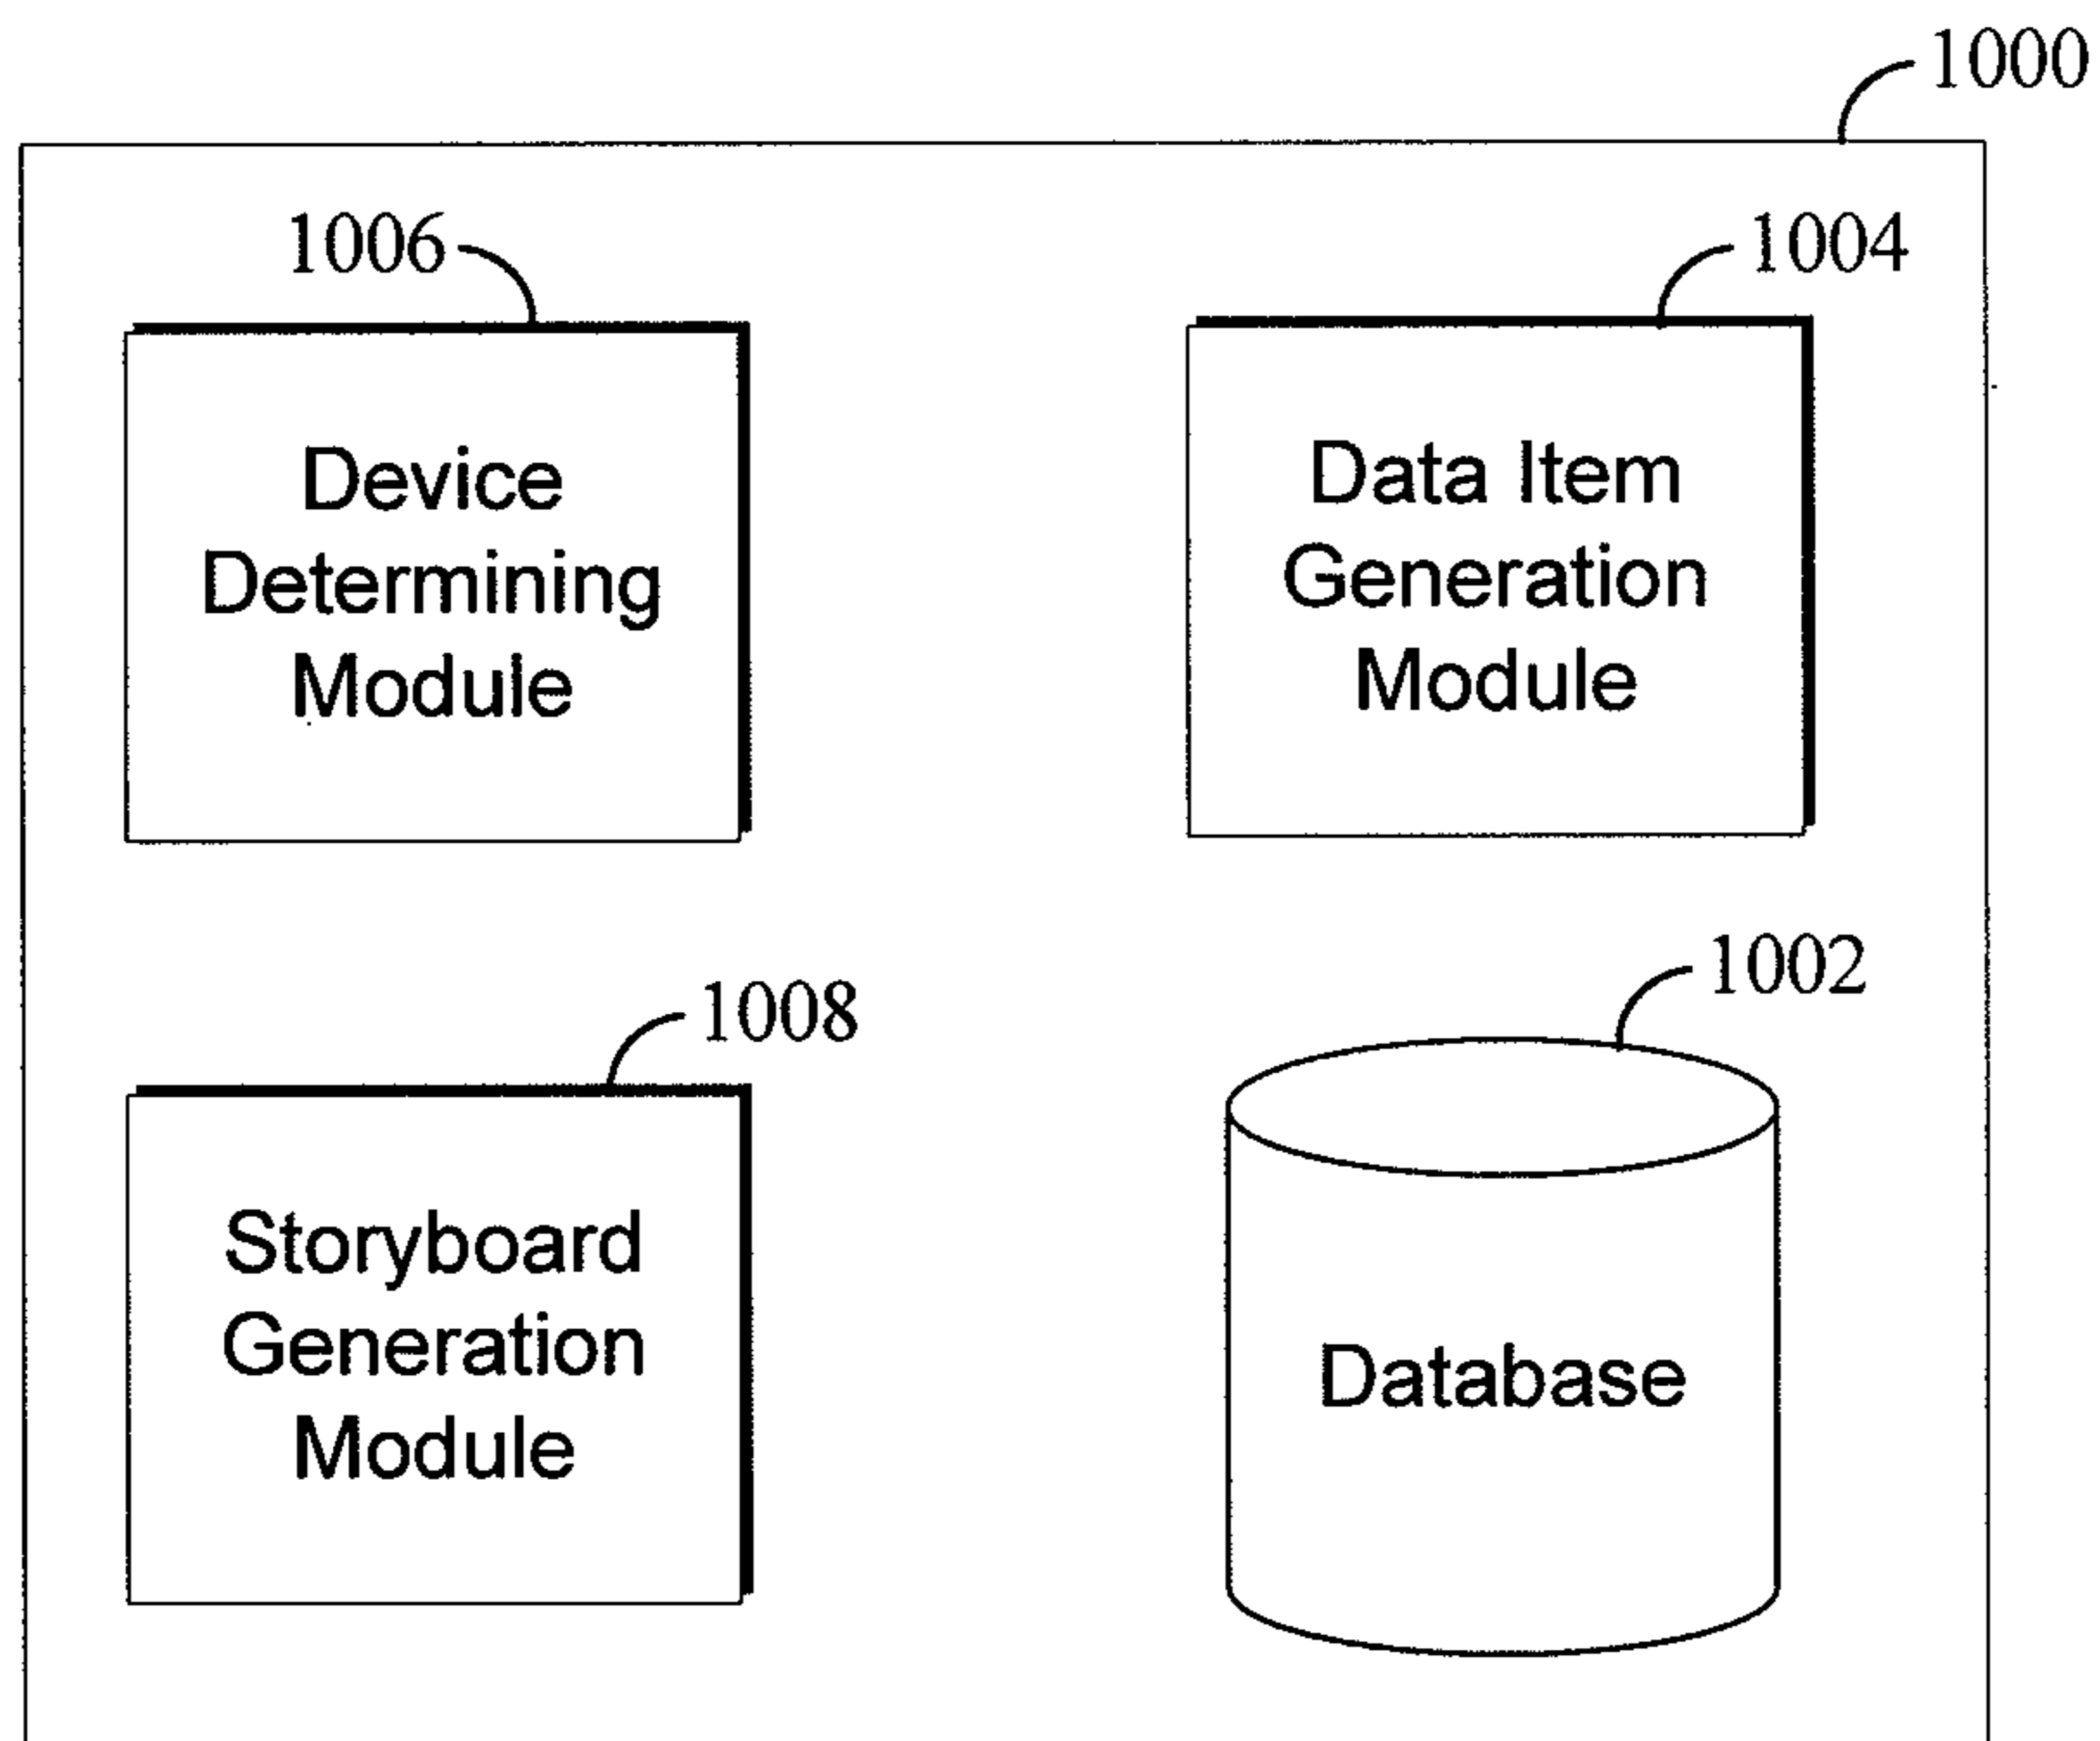 1000
1006
1004
Device
Determining
Module
Data Item
Generation
Module
1008
1002
Storyboard
Generation
Module
Database